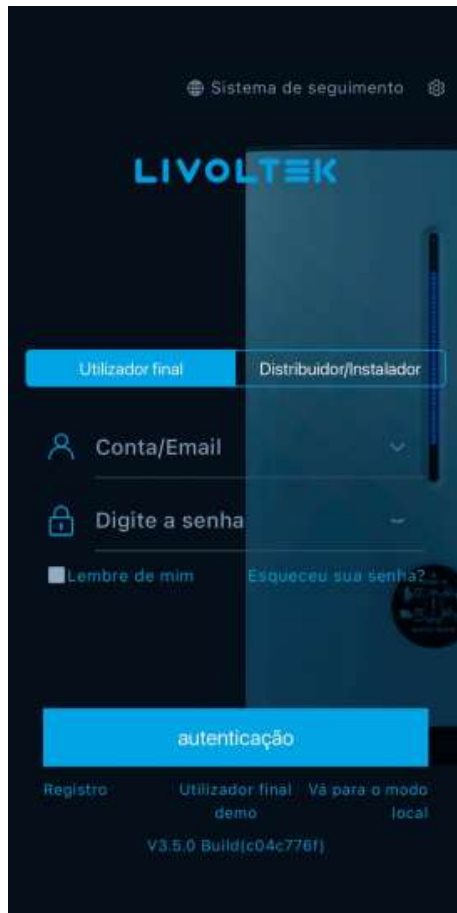 Sistema de seguimento
LIVOLTEK
Utilizador final
Distribuidor/Instalador
Conta/Email
Digite a senha
Lembre de mim
Esqueceu sua senha?
autenticação
Registro
Utilizador final
demo
Vá para o modo
local
V3.5.0 Build(c04c776f)